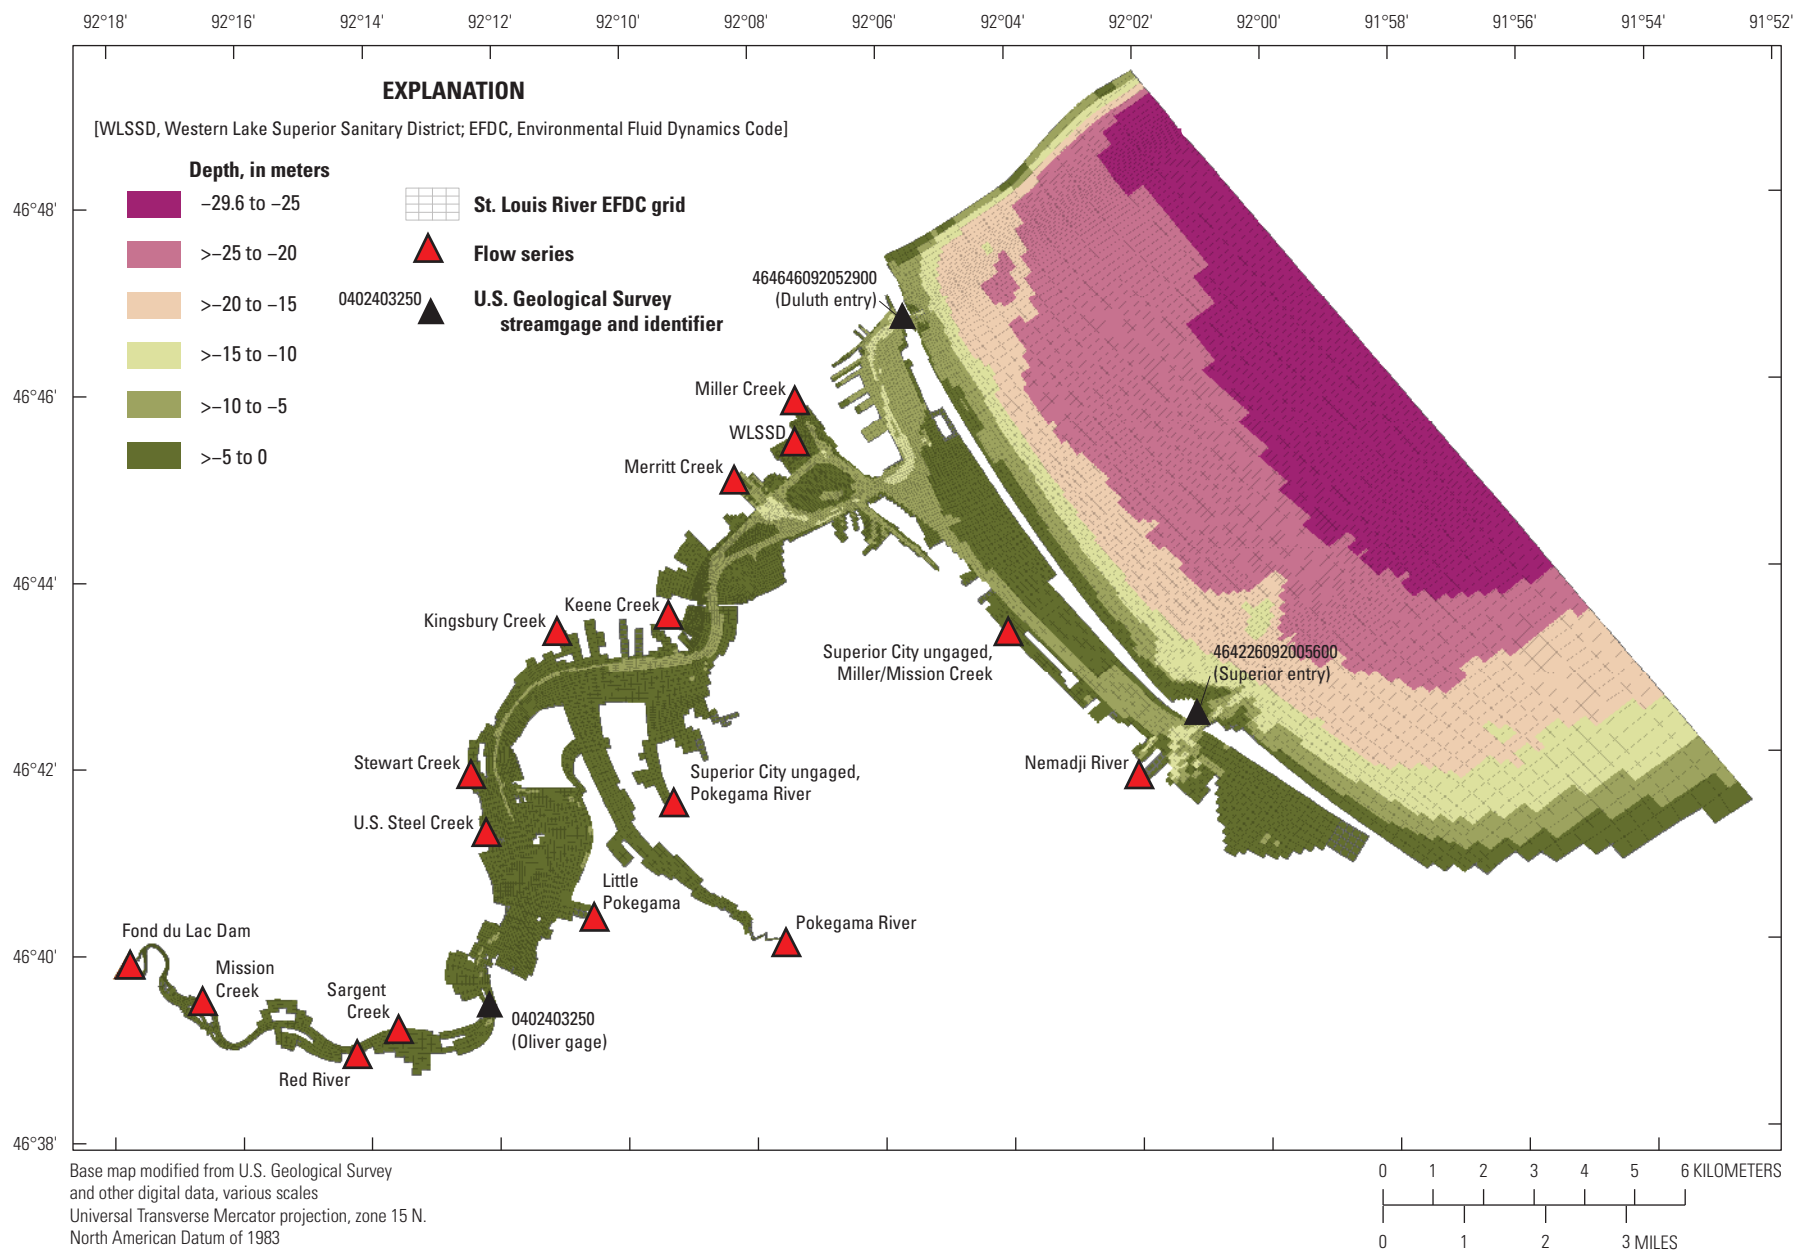 92°18'
92°16'
92°14'
92°12'
92°10'
92°08'
92°06'
92°04'
92°02'
92°00'
91°58'
91°56'
91°54'
91°52'
EXPLANATION
[WLSSD, Western Lake Superior Sanitary District; EFDC, Environmental Fluid Dynamics Code]
Depth, in meters
−29.6 to −25
>−25 to −20
>−20 to −15
>−15 to −10
>−10 to −5
>−5 to 0
St. Louis River EFDC grid
Flow series
0402403250
U.S. Geological Survey
streamgage and identifier
46°48'
46°46'
46°44'
46°42'
46°40'
46°38'
464646092052900
(Duluth entry)
Miller Creek
WLSSD
Merritt Creek
Keene Creek
Kingsbury Creek
Superior City ungaged,
Miller/Mission Creek
464226092005600
(Superior entry)
Nemadji River
Stewart Creek
Superior City ungaged,
Pokegama River
U.S. Steel Creek
Little
Pokegama
Pokegama River
Fond du Lac Dam
Mission
Creek
Sargent
Creek
0402403250
(Oliver gage)
Red River
Base map modified from U.S. Geological Survey
and other digital data, various scales
Universal Transverse Mercator projection, zone 15 N.
North American Datum of 1983
0 1 2 3 4 5 6 KILOMETERS
0 1 2 3 MILES